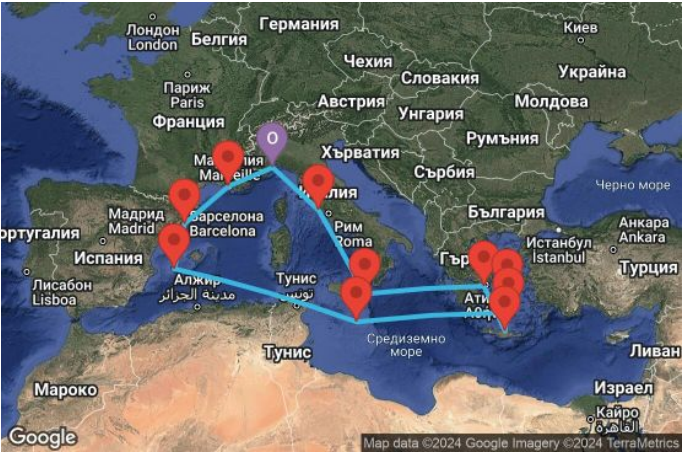 Германия
Киев
Лондон
London
Белгия
Чехия
Словакия
Украйна
Париж
Paris
Австрия
Унгария
Молдова
Франция
Румъния
Хърватия
O
Сърбия
Черно море
Marseille
Италия
България
Мадрид
Madrid
Барселона
Barcelona
Рим
Roma
Истанбул
İstanbul
Анкара
Ankara
Испания
Турция
Лисабон
Lisboa
Алжир
مدينة الجزائر
Тунис
تونس
Средиземно
море
Тунис
Ливан
Мароко
Израел
Кайро
القاهرة
Google
Map data ©2024 Google Imagery ©2024 TerraMetrics